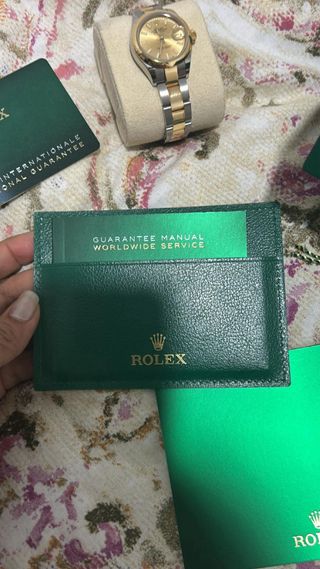 INTERNATIONALE
ONAL GUARANTEE
GUARANTEE MANUAL
WORLDWIDE SERVICE
ROLEX
ROL